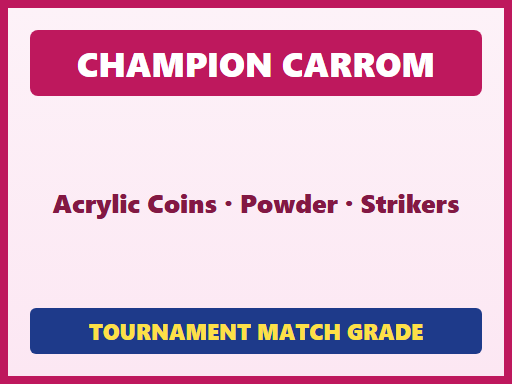 CHAMPION CARROM
Acrylic Coins · Powder · Strikers
TOURNAMENT MATCH GRADE